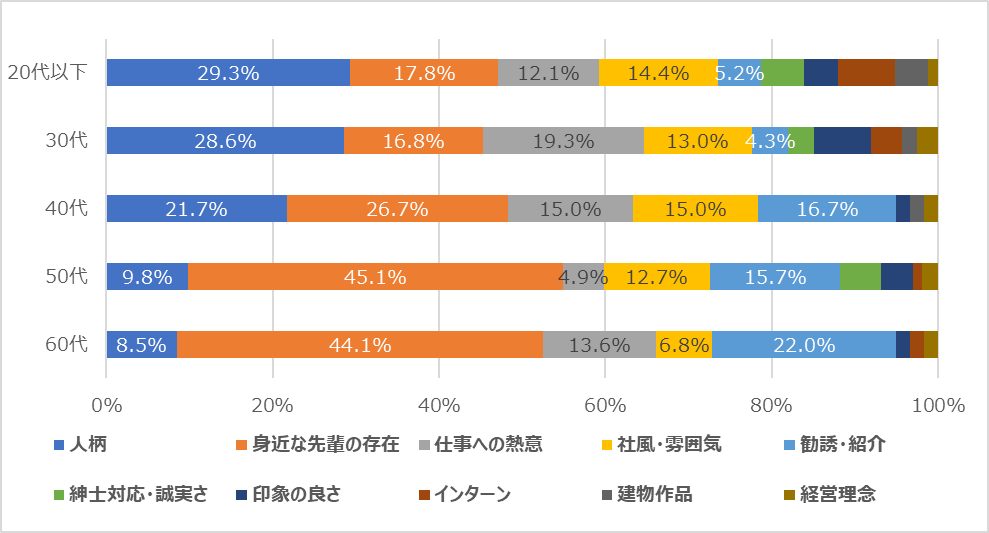 20代以下 29.3% 17.8% 12.1% 14.4% 5.2%
30代 28.6% 16.8% 19.3% 13.0% 4.3%
40代 21.7% 26.7% 15.0% 15.0% 16.7%
50代 9.8% 45.1% 4.9% 12.7% 15.7%
60代 8.5% 44.1% 13.6% 6.8% 22.0%
0% 20% 40% 60% 80% 100%
人柄 身近な先輩の存在 仕事への熱意 社風・雰囲気 勧誘・紹介
紳士対応・誠実さ 印象の良さ インターン 建物作品 経営理念